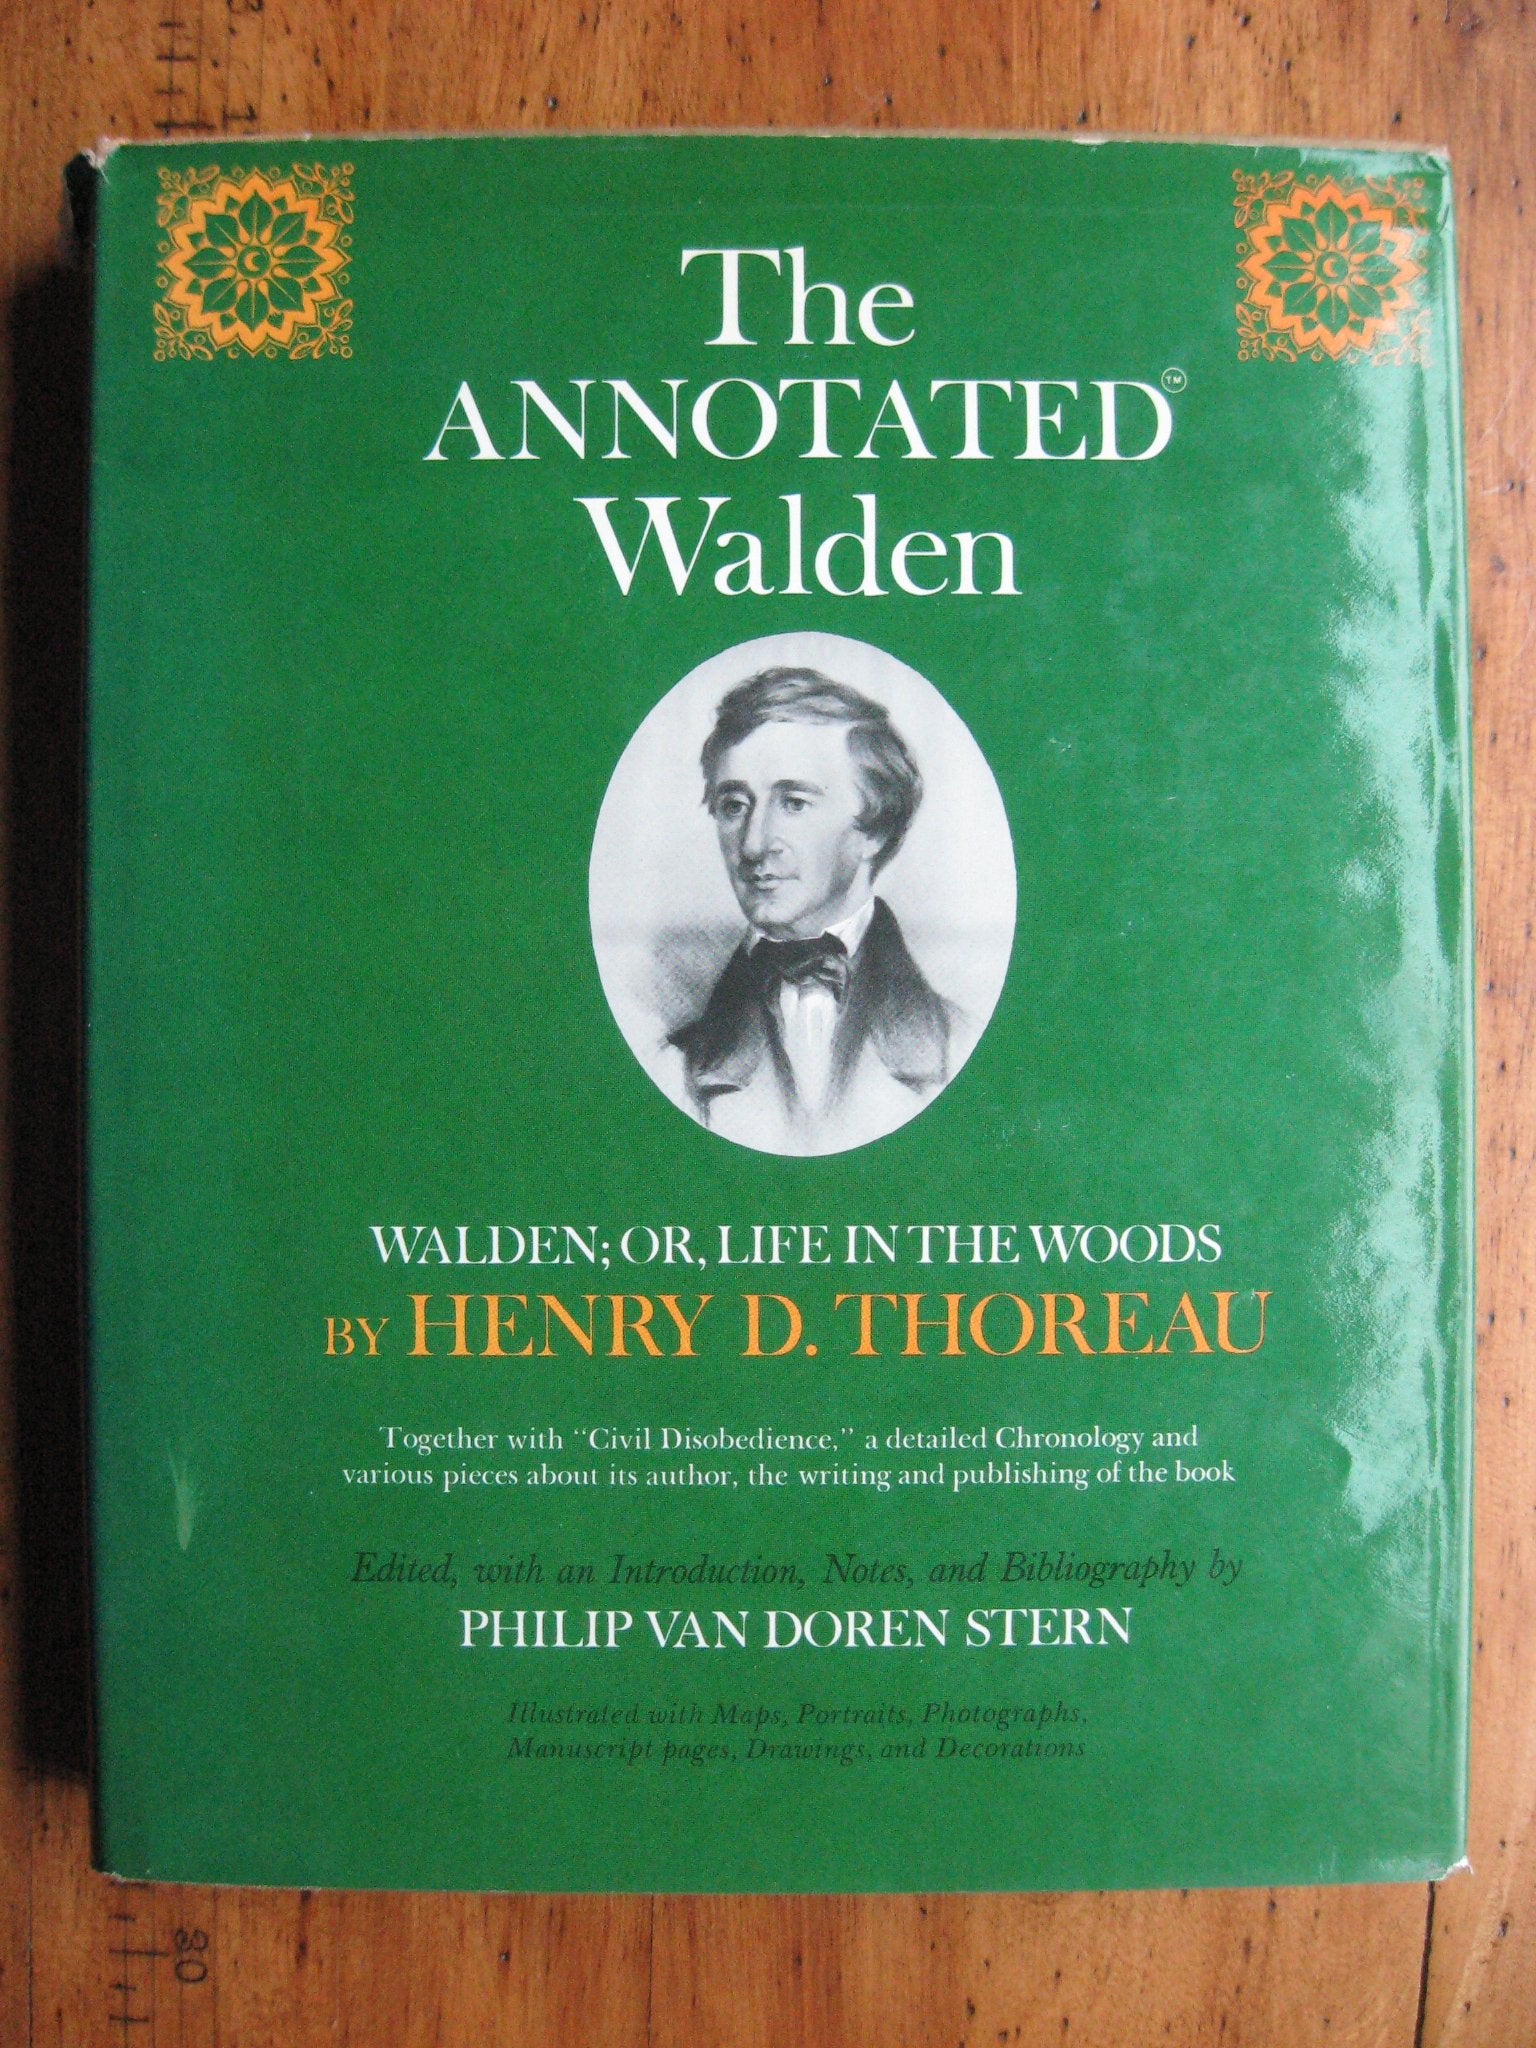 The
ANNOTATED™
Walden
WALDEN; OR, LIFE IN THE WOODS
BY HENRY D. THOREAU
Together with "Civil Disobedience," a detailed Chronology and
various pieces about its author, the writing and publishing of the book
Edited, with an Introduction, Notes, and Bibliography by
PHILIP VAN DOREN STERN
Illustrated with Maps, Portraits, Photographs,
Manuscript pages, Drawings, and Decorations
30